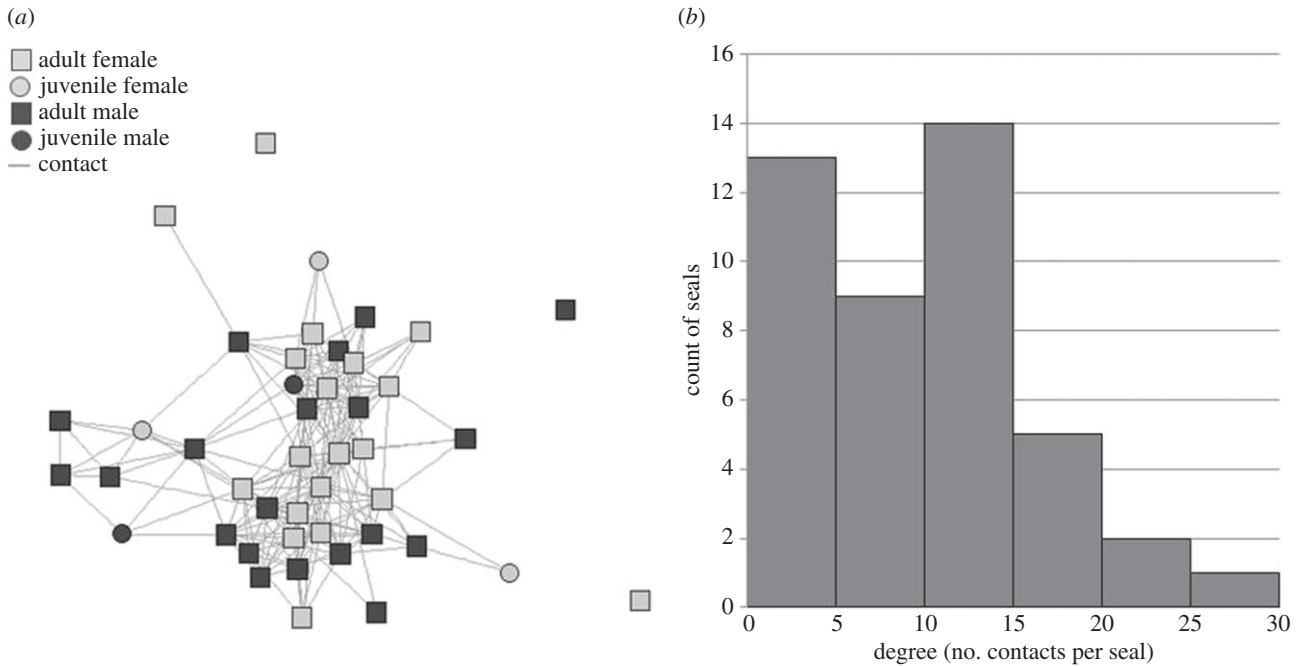 (a)
adult female
juvenile female
adult male
juvenile male
contact
(b)
16
14
12
10
8
6
4
2
0
count of seals
0 5 10 15 20 25 30
degree (no. contacts per seal)